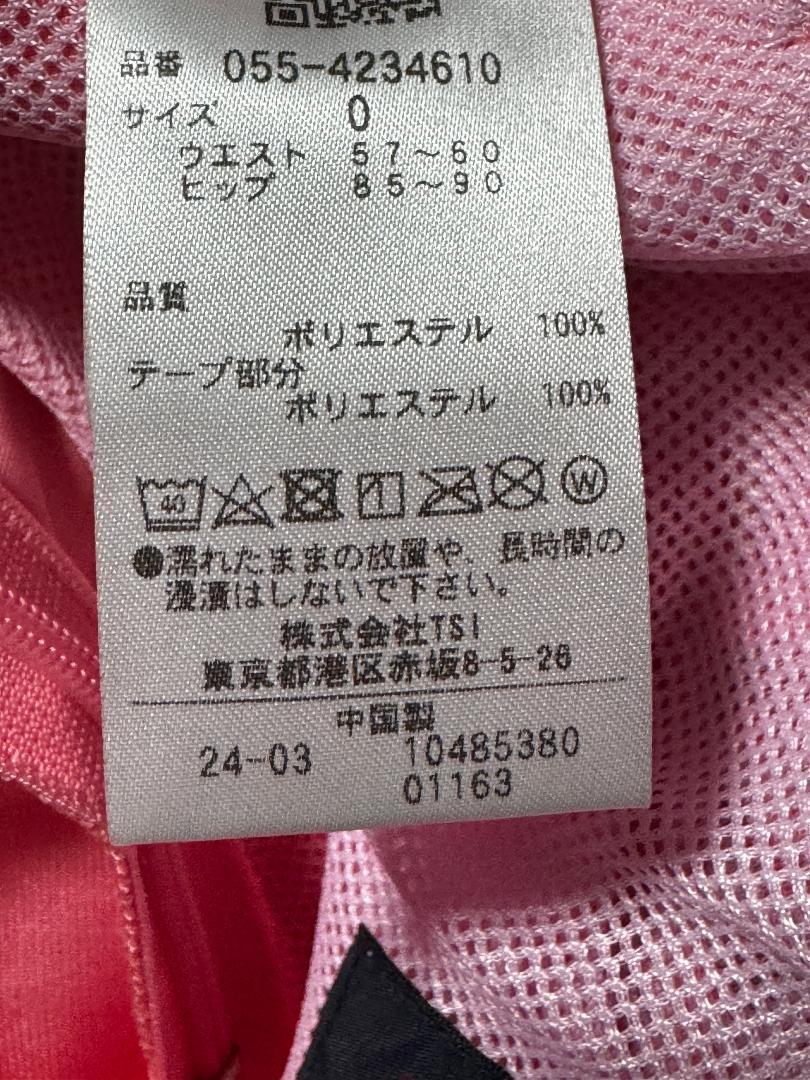 品番 055-4234610
サイズ 0
ウエスト 57~60
ヒップ 85~90
品質
ポリエステル 100%
テープ部分
ポリエステル 100%
40 W
●濡れたままの放置や、長時間の
浸漬はしないで下さい。
株式会社TSI
東京都港区赤坂8-5-26
中国製
24-03 10485380
01163